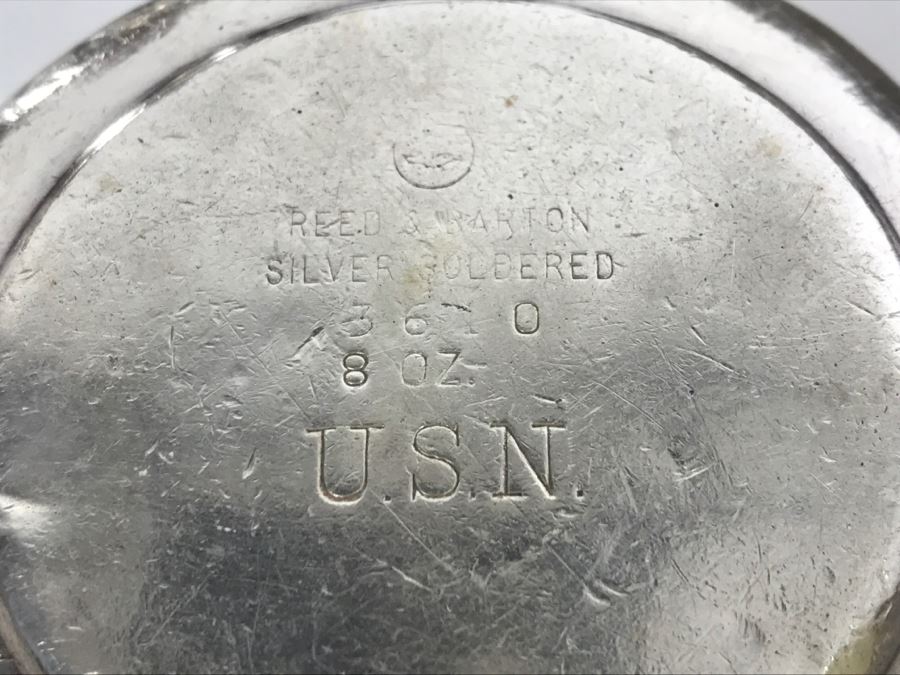 REED & BARTON
SILVER SOLDERED
3610
8 OZ.
U.S.N.